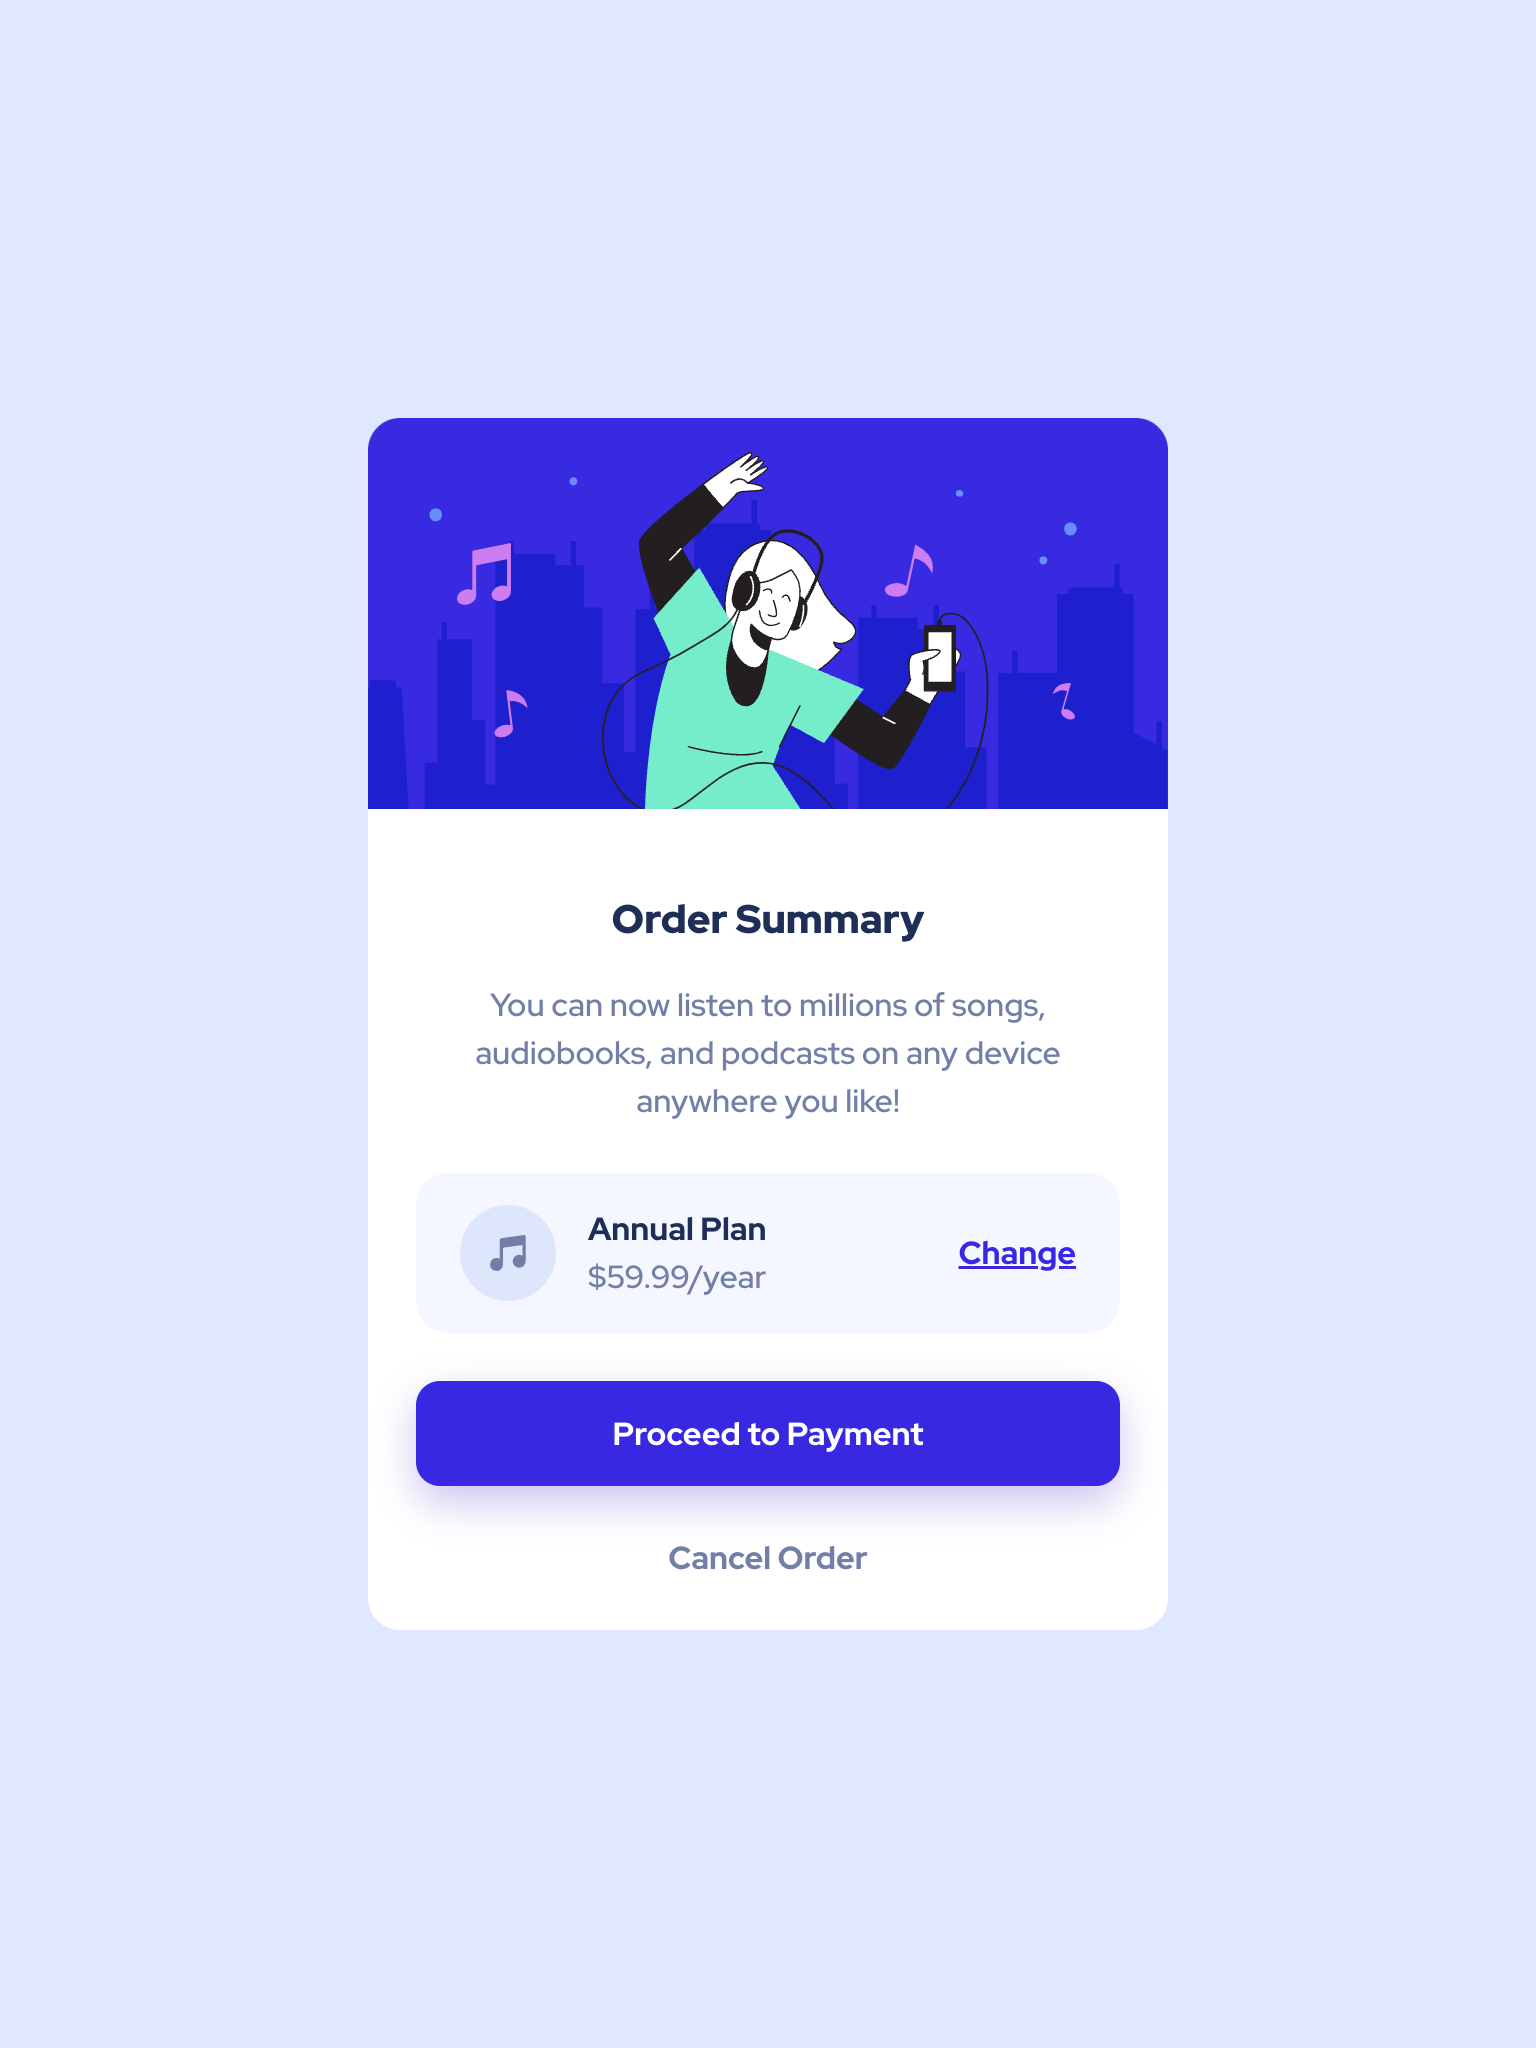 Order Summary
You can now listen to millions of songs,
audiobooks, and podcasts on any device
anywhere you like!
Annual Plan
$59.99/year
Change
Proceed to Payment
Cancel Order